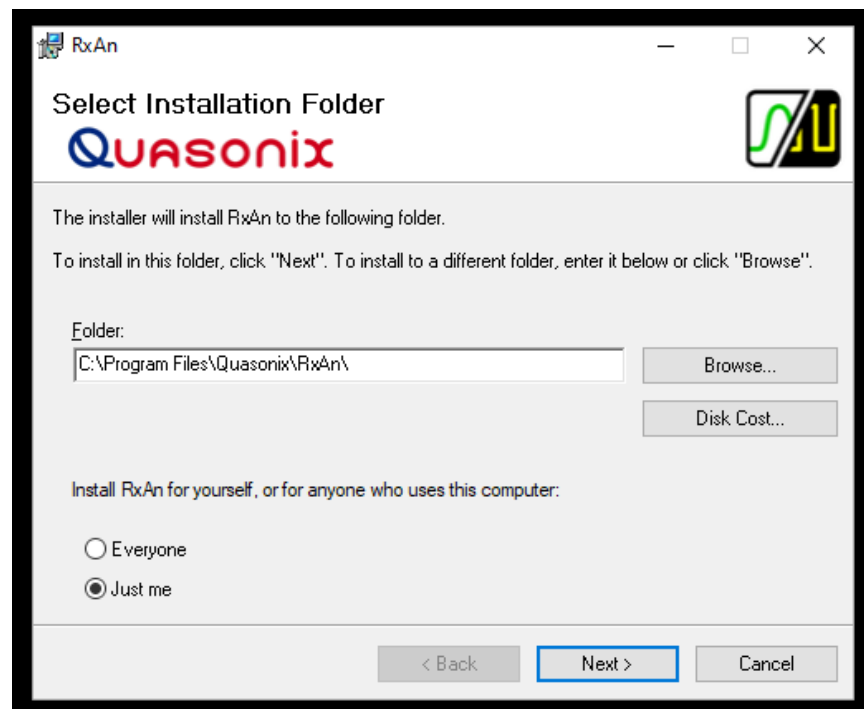 RxAn
Select Installation Folder
Quasonix
The installer will install RxAn to the following folder.
To install in this folder, click "Next". To install to a different folder, enter it below or click "Browse".
Folder:
C:\Program Files\Quasonix\RxAn\
Browse...
Disk Cost...
Install RxAn for yourself, or for anyone who uses this computer:
Everyone
Just me
< Back
Next >
Cancel